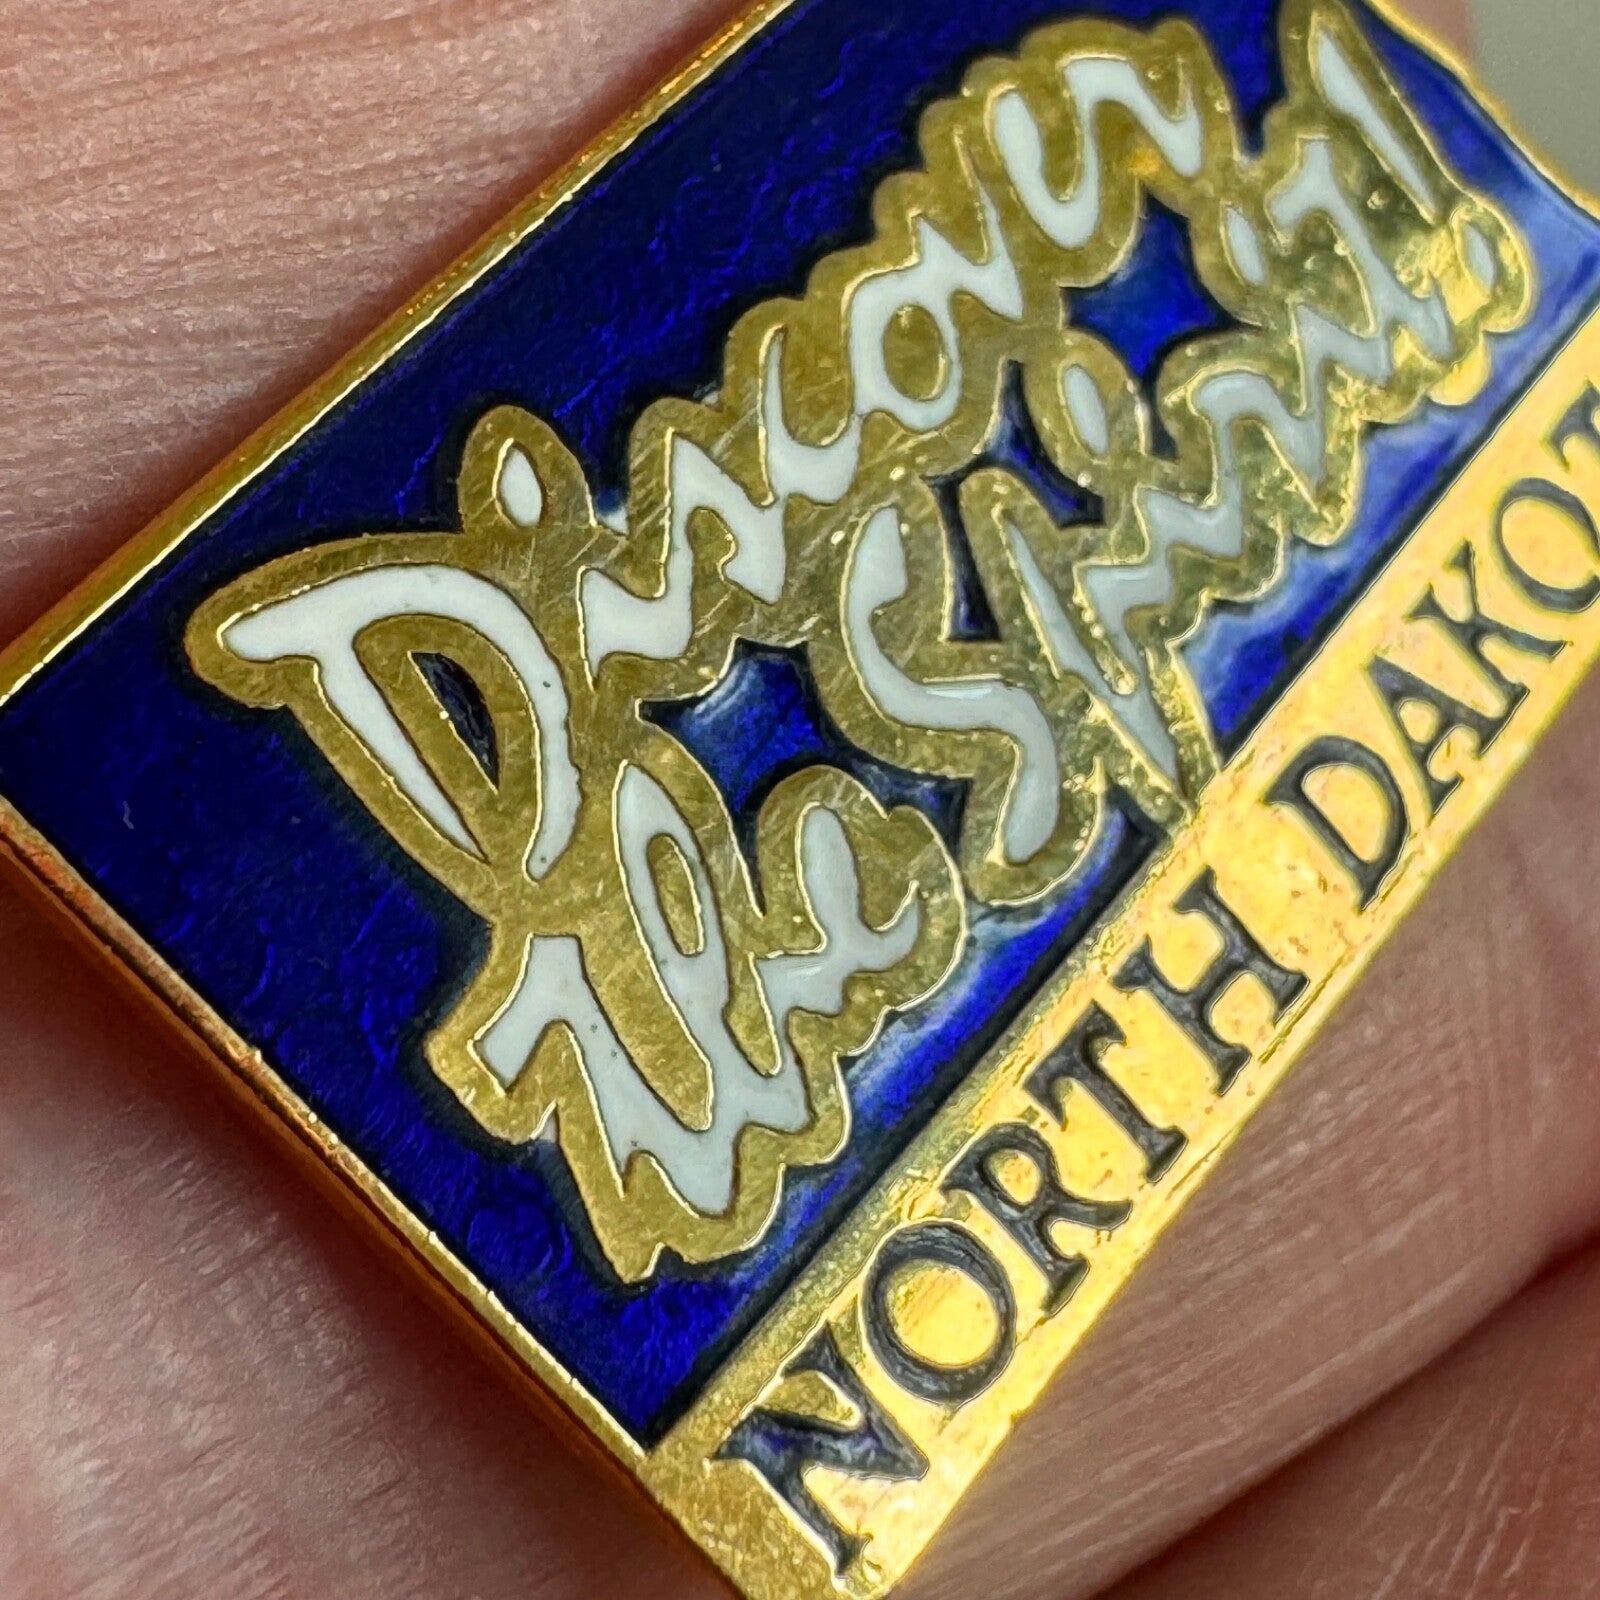 Discover
The Spirit!
NORTH DAKOT